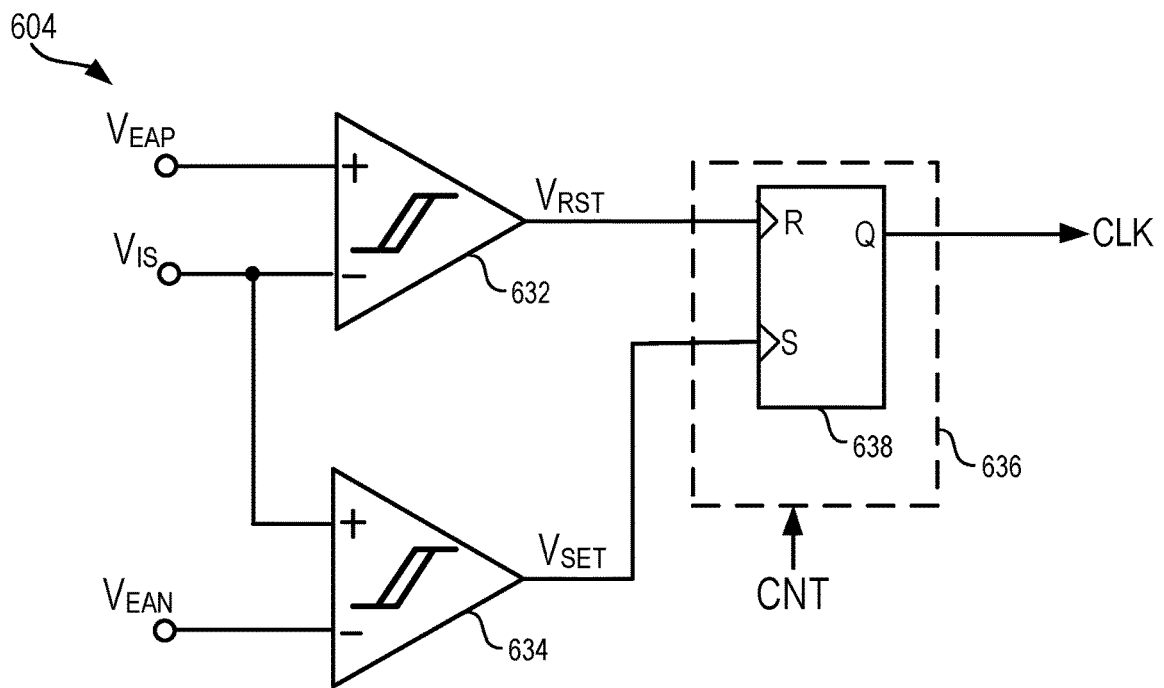 604
VEAP
+
VRST
R
Q
CLK
VIS
−
632
S
638
636
+
VSET
CNT
VEAN
−
634